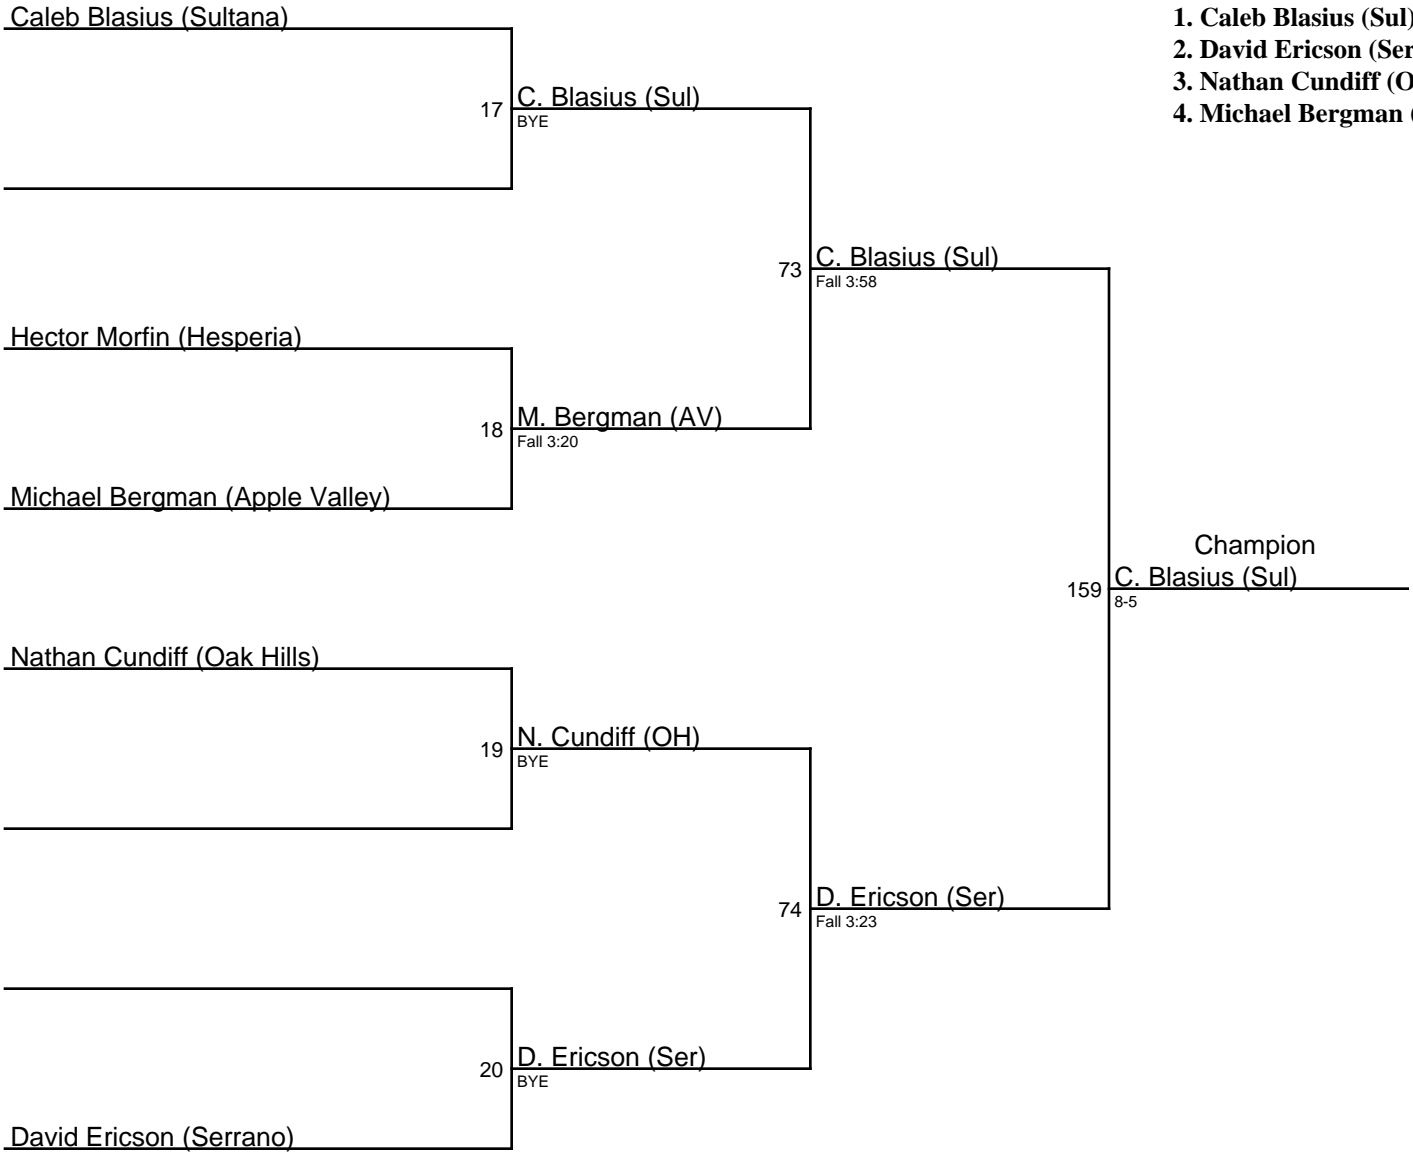 Caleb Blasius (Sultana)
1. Caleb Blasius (Sul)
2. David Ericson (Ser
3. Nathan Cundiff (O
4. Michael Bergman (
17 C. Blasius (Sul)
BYE
73 C. Blasius (Sul)
Fall 3:58
Hector Morfin (Hesperia)
18 M. Bergman (AV)
Fall 3:20
Michael Bergman (Apple Valley)
Champion
159 C. Blasius (Sul)
8-5
Nathan Cundiff (Oak Hills)
19 N. Cundiff (OH)
BYE
74 D. Ericson (Ser)
Fall 3:23
20 D. Ericson (Ser)
BYE
David Ericson (Serrano)